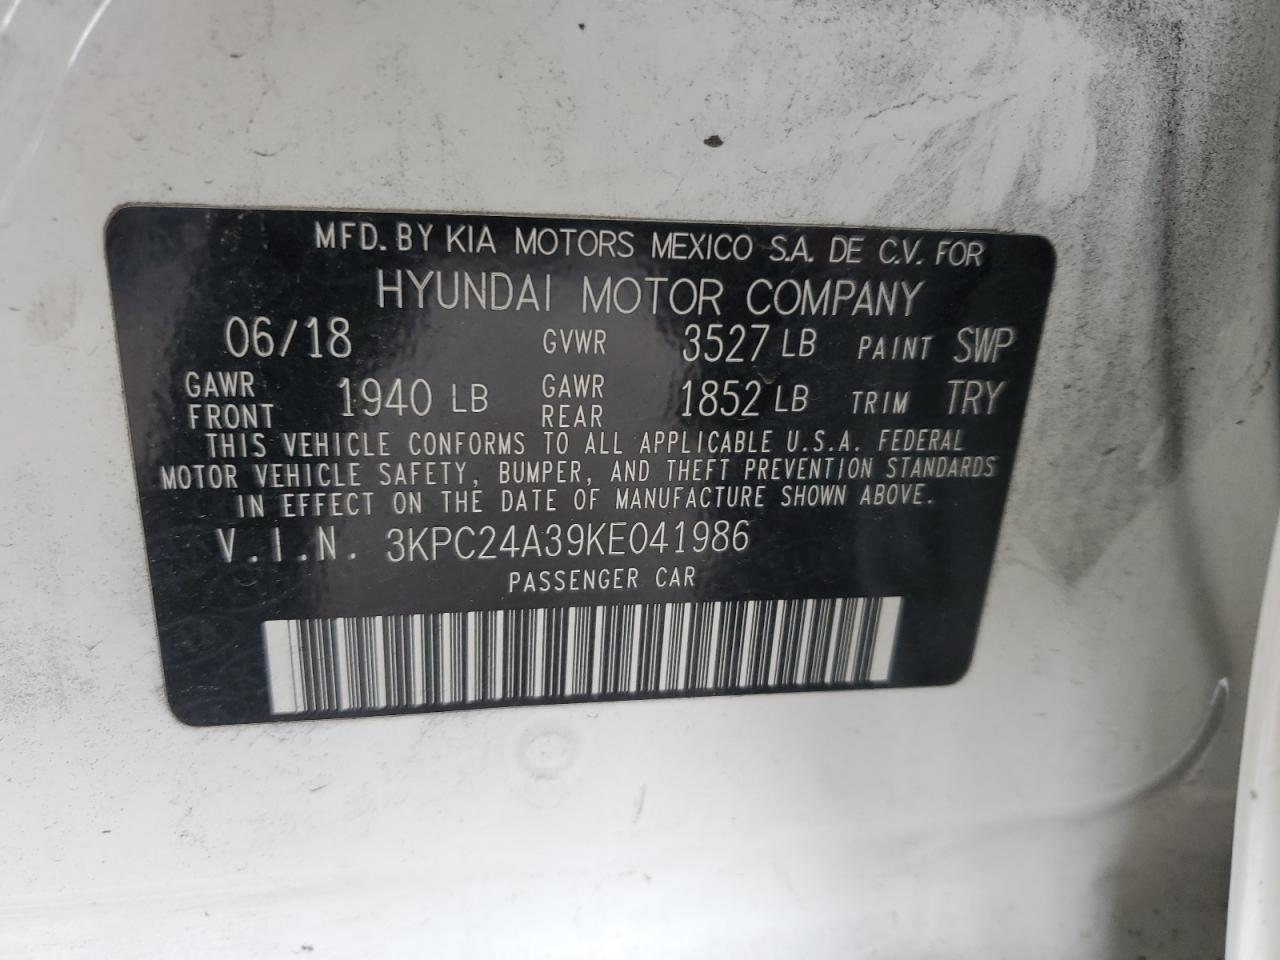 MFD. BY KIA MOTORS MEXICO S.A. DE C.V. FOR
HYUNDAI MOTOR COMPANY
06/18 GVWR 3527 LB PAINT SWP
GAWR FRONT 1940 LB GAWR REAR 1852 LB TRIM TRY
THIS VEHICLE CONFORMS TO ALL APPLICABLE U.S.A. FEDERAL
MOTOR VEHICLE SAFETY, BUMPER, AND THEFT PREVENTION STANDARDS
IN EFFECT ON THE DATE OF MANUFACTURE SHOWN ABOVE.
V.I.N. 3KPC24A39KE041986
PASSENGER CAR